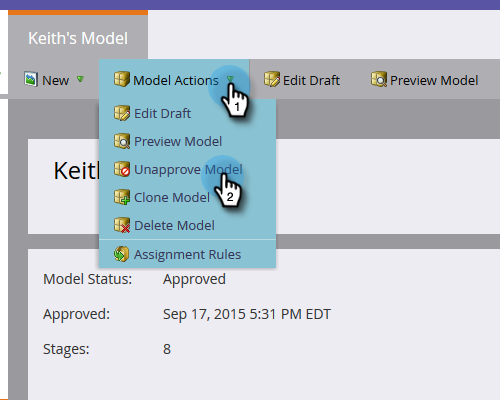 Keith's Model
New Model Actions Edit Draft Preview Model
1
Edit Draft
Preview Model
Unapprove Model
2
Clone Model
Delete Model
Assignment Rules
Model Status: Approved
Approved: Sep 17, 2015 5:31 PM EDT
Stages: 8